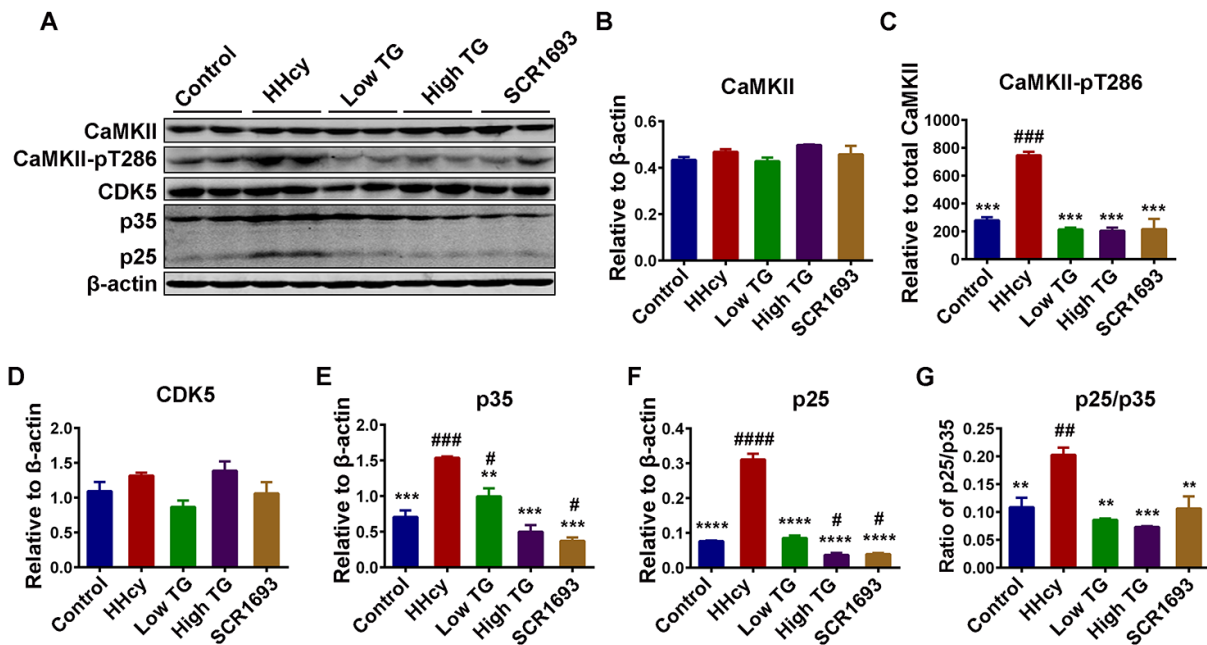 A
Control
HHcy
Low TG
High TG
SCR1693
CaMKII
CaMKII-pT286
CDK5
p35
p25
β-actin
B
CaMKII
Relative to β-actin
0.6
0.4
0.2
0.0
Control
HHcy
Low TG
High TG
SCR1693
C
CaMKII-pT286
Relative to total CaMKII
1000
800
600
400
200
0
***
###
***
***
***
Control
HHcy
Low TG
High TG
SCR1693
D
CDK5
Relative to ß-actin
2.0
1.5
1.0
0.5
0.0
Control
HHcy
Low TG
High TG
SCR1693
E
p35
Relative to β-actin
2.0
1.5
1.0
0.5
0.0
***
###
#
**
***
#
***
Control
HHcy
Low TG
High TG
SCR1693
F
p25
Relative to β-actin
0.4
0.3
0.2
0.1
0.0
****
####
****
#
****
#
****
Control
HHcy
Low TG
High TG
SCR1693
G
p25/p35
Ratio of p25/p35
0.25
0.20
0.15
0.10
0.05
0.00
**
##
**
***
**
Control
HHcy
Low TG
High TG
SCR1693